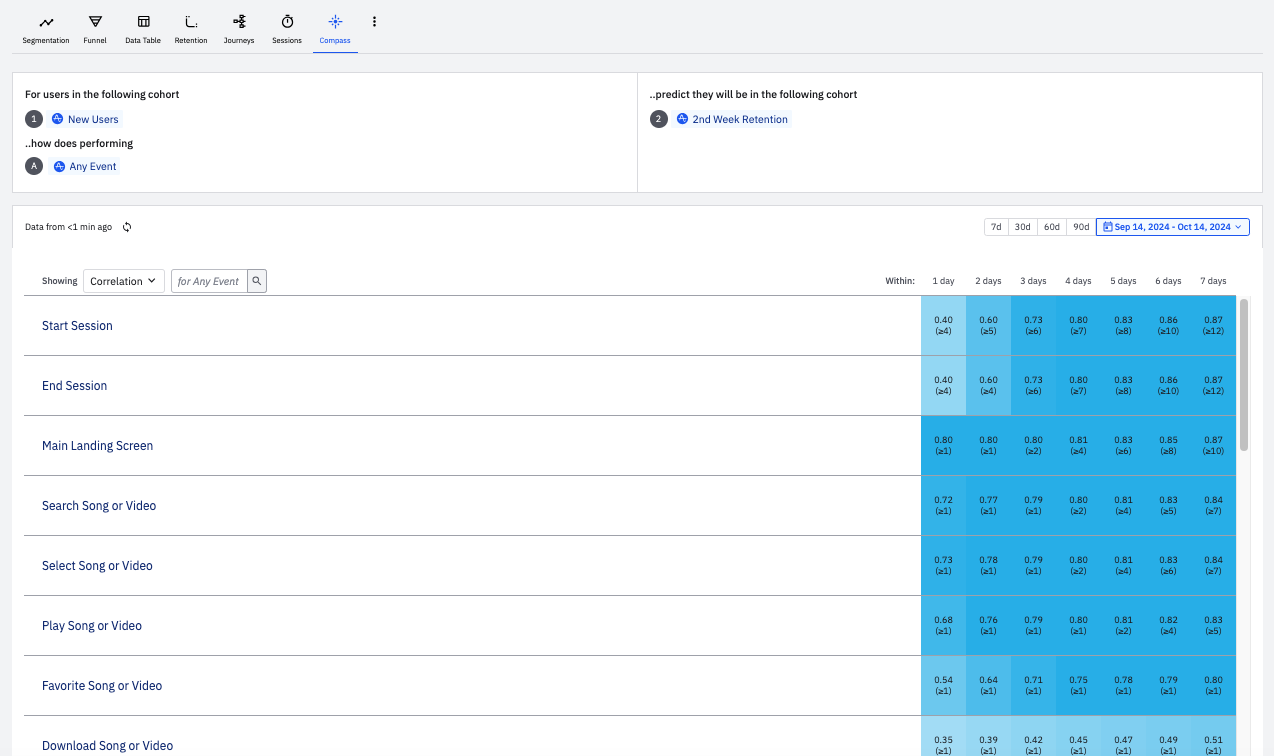 Segmentation Funnel Data Table Retention Journeys Sessions Compass
For users in the following cohort
1 New Users
..how does performing
A Any Event
..predict they will be in the following cohort
2 2nd Week Retention
Data from <1 min ago
7d 30d 60d 90d Sep 14, 2024 - Oct 14, 2024
Showing Correlation for Any Event Within: 1 day 2 days 3 days 4 days 5 days 6 days 7 days
Start Session
0.40 0.60 0.73 0.80 0.83 0.86 0.87
(≥4) (≥5) (≥6) (≥7) (≥8) (≥10) (≥12)
End Session
0.40 0.60 0.73 0.80 0.83 0.86 0.87
(≥4) (≥4) (≥6) (≥7) (≥8) (≥10) (≥12)
Main Landing Screen
0.80 0.80 0.80 0.81 0.83 0.85 0.87
(≥1) (≥1) (≥2) (≥4) (≥6) (≥8) (≥10)
Search Song or Video
0.72 0.77 0.79 0.80 0.81 0.83 0.84
(≥1) (≥1) (≥1) (≥2) (≥4) (≥5) (≥7)
Select Song or Video
0.73 0.78 0.79 0.80 0.81 0.83 0.84
(≥1) (≥1) (≥1) (≥2) (≥4) (≥6) (≥7)
Play Song or Video
0.68 0.76 0.79 0.80 0.81 0.82 0.83
(≥1) (≥1) (≥1) (≥1) (≥2) (≥4) (≥5)
Favorite Song or Video
0.54 0.64 0.71 0.75 0.78 0.79 0.80
(≥1) (≥1) (≥1) (≥1) (≥1) (≥1) (≥1)
Download Song or Video
0.35 0.39 0.42 0.45 0.47 0.49 0.51
(≥1) (≥1) (≥1) (≥1) (≥1) (≥1) (≥1)